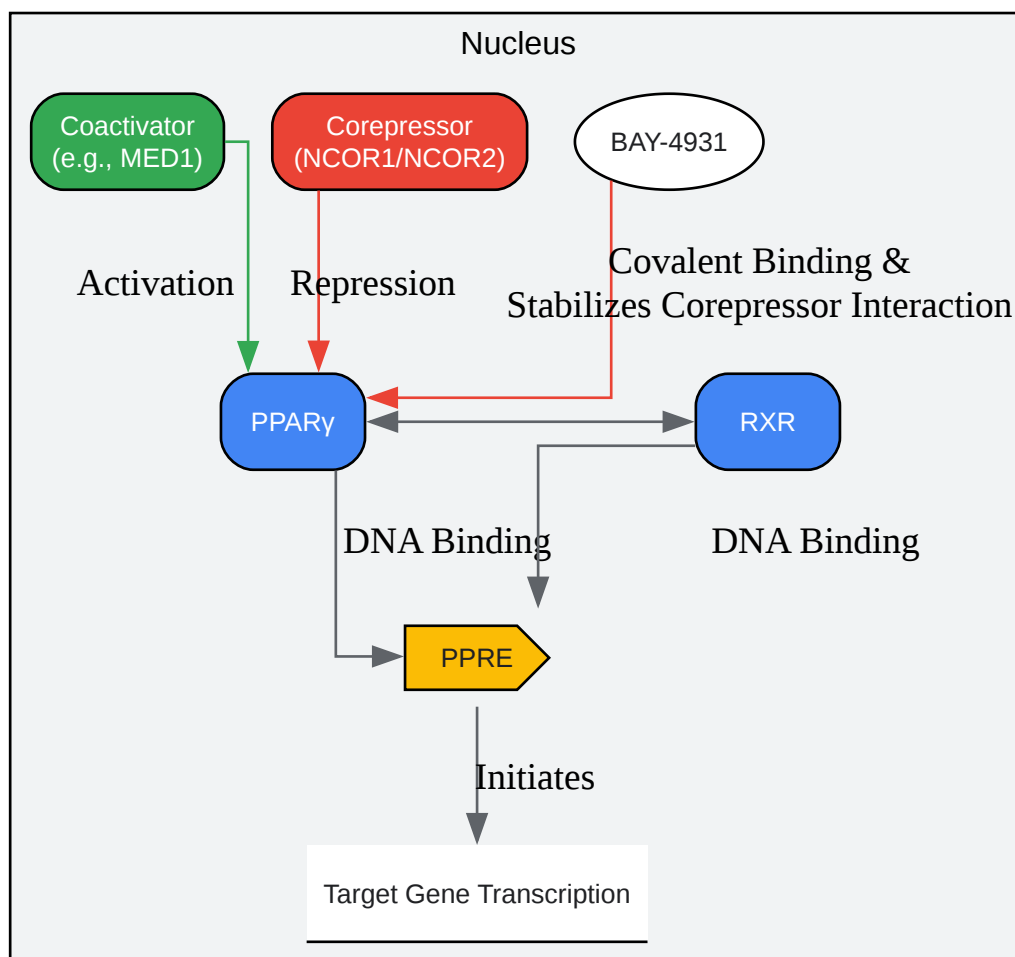 Nucleus
Coactivator
(e.g., MED1)
Corepressor
(NCOR1/NCOR2)
BAY-4931
Activation
Repression
Covalent Binding &
Stabilizes Corepressor Interaction
PPARγ
RXR
DNA Binding
DNA Binding
PPRE
Initiates
Target Gene Transcription